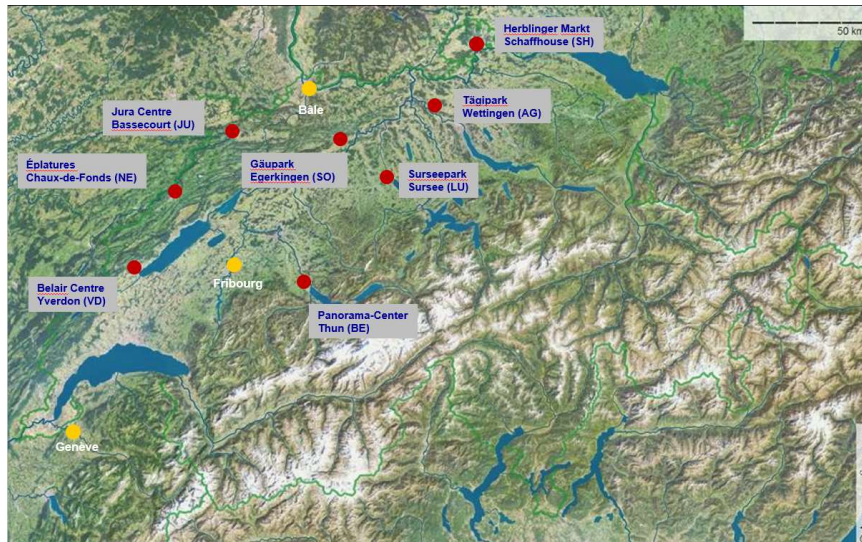 Herblinger Markt
Schaffhouse (SH)
50 km
Bâle
Tägipark
Wettingen (AG)
Jura Centre
Bassecourt (JU)
Éplatures
Chaux-de-Fonds (NE)
Gäupark
Egerkingen (SO)
Surseepark
Sursee (LU)
Belair Centre
Yverdon (VD)
Fribourg
Panorama-Center
Thun (BE)
Genève